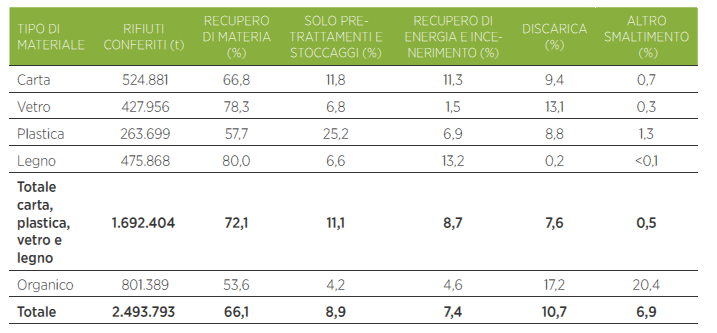 TIPO DI MATERIALE RIFIUTI CONFERITI (t) RECUPERO DI MATERIA (%) SOLO PRE-TRATTAMENTI E STOCCAGGI (%) RECUPERO DI ENERGIA E INCE-NERIMENTO (%) DISCARICA (%) ALTRO SMALTIMENTO (%)
Carta 524.881 66,8 11,8 11,3 9,4 0,7
Vetro 427.956 78,3 6,8 1,5 13,1 0,3
Plastica 263.699 57,7 25,2 6,9 8,8 1,3
Legno 475.868 80,0 6,6 13,2 0,2 <0,1
Totale carta, plastica, vetro e legno 1.692.404 72,1 11,1 8,7 7,6 0,5
Organico 801.389 53,6 4,2 4,6 17,2 20,4
Totale 2.493.793 66,1 8,9 7,4 10,7 6,9